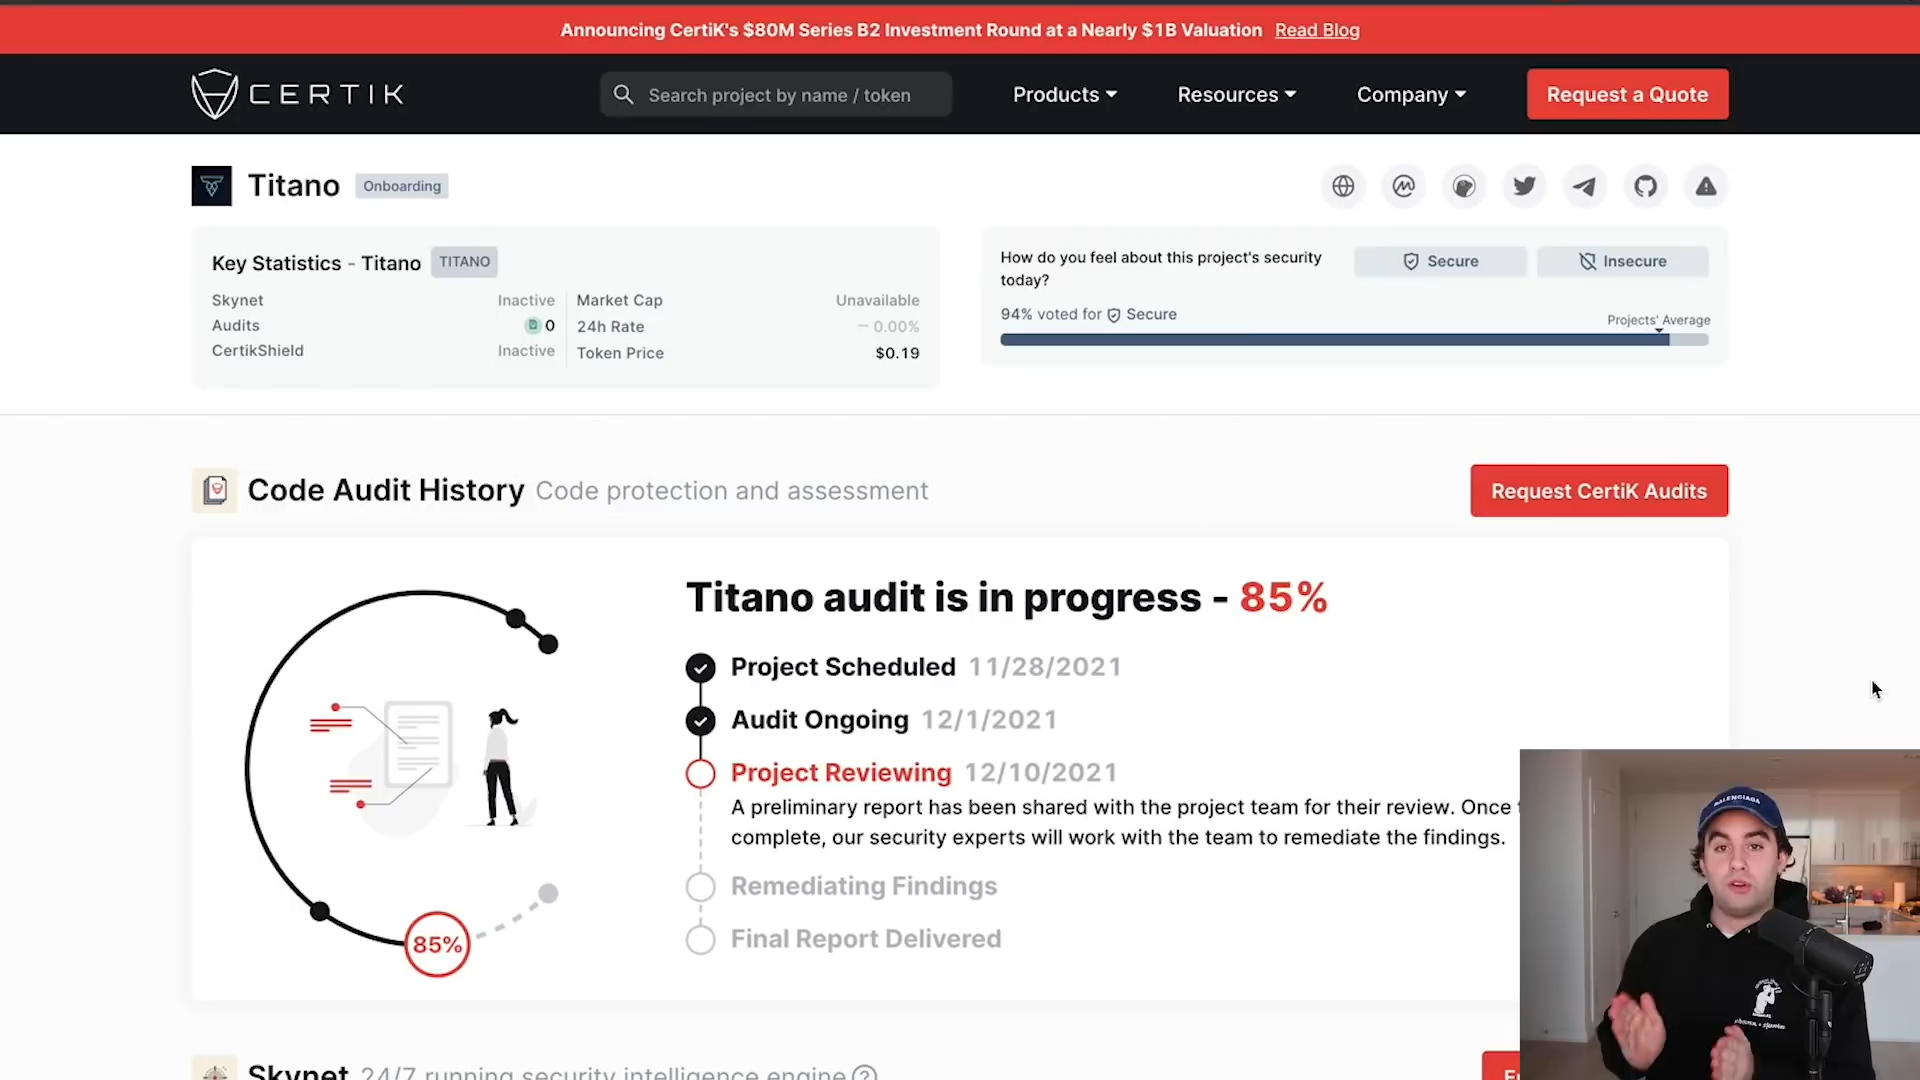 Announcing CertiK's $80M Series B2 Investment Round at a Nearly $1B Valuation Read Blog
CERTIK
Search project by name / token
Products
Resources
Company
Request a Quote
Titano Onboarding
Key Statistics - Titano TITANO
Skynet Inactive
Audits 0
CertikShield Inactive
Market Cap Unavailable
24h Rate – 0.00%
Token Price $0.19
How do you feel about this project's security
today?
Secure
Insecure
94% voted for Secure
Projects' Average
Code Audit History Code protection and assessment
Request CertiK Audits
Titano audit is in progress - 85%
Project Scheduled 11/28/2021
Audit Ongoing 12/1/2021
Project Reviewing 12/10/2021
A preliminary report has been shared with the project team for their review. Once
complete, our security experts will work with the team to remediate the findings.
Remediating Findings
Final Report Delivered
85%
BALENCIAGA
Skynet 24/7 running security intelligence engine